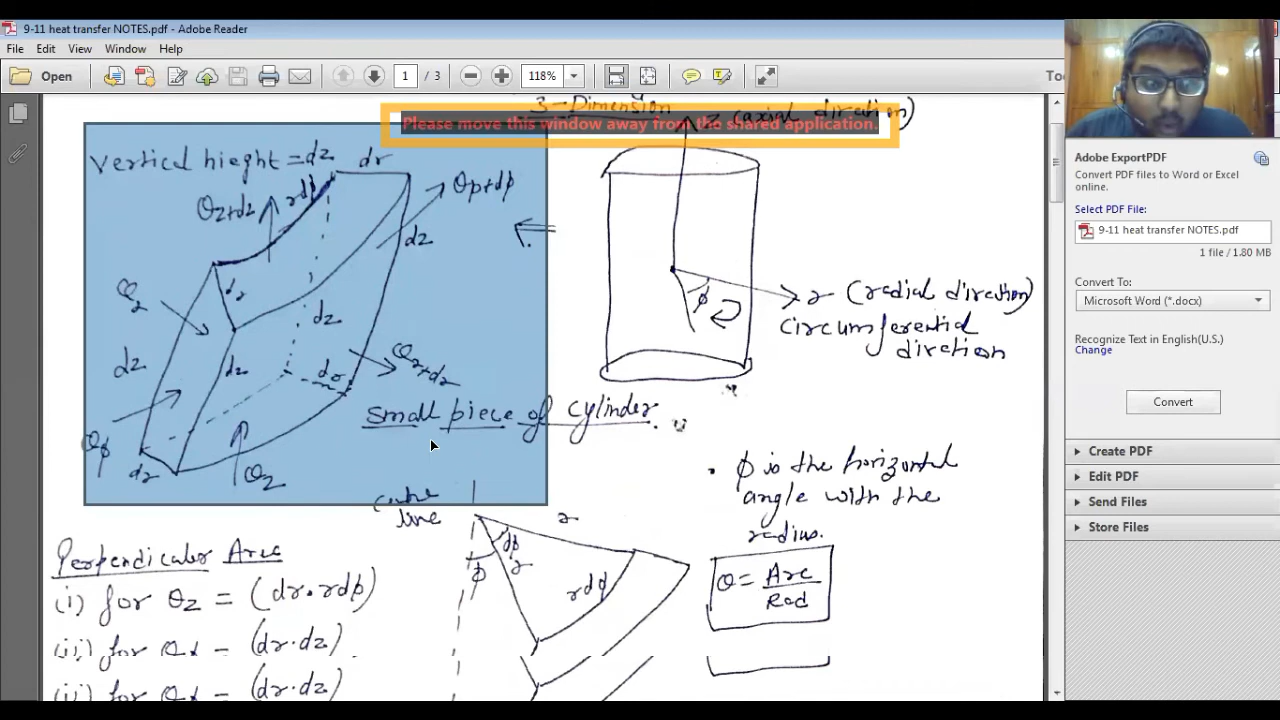 9-11 heat transfer NOTES.pdf - Adobe Reader
File Edit View Window Help
Open 1 / 3 118%
3-Dimension
Z (axial direction)
Please move this window away from the shared application.
Vertical hieght = dz
dr
rdϕ
Qz+dz
Qϕ+dϕ
dz
Qr
dr
dz
dz
dz
dr
Qr+dr
Qϕ
dr
Qz
small piece of cylinder.
ϕ
r (radial direction)
circumferential
direction
• ϕ is the horizontal
angle with the
radius.
θ = Arc
Rad
centre
line
r
dϕ
ϕ
r
rdϕ
Perpendicular Area
(i) for Qz = (dr.rdϕ)
(dr.dz)
(dr.dz)
Adobe ExportPDF
Convert PDF files to Word or Excel
online.
Select PDF File:
9-11 heat transfer NOTES.pdf
1 file / 1.80 MB
Convert To:
Microsoft Word (*.docx)
Recognize Text in English(U.S.)
Change
Convert
Create PDF
Edit PDF
Send Files
Store Files